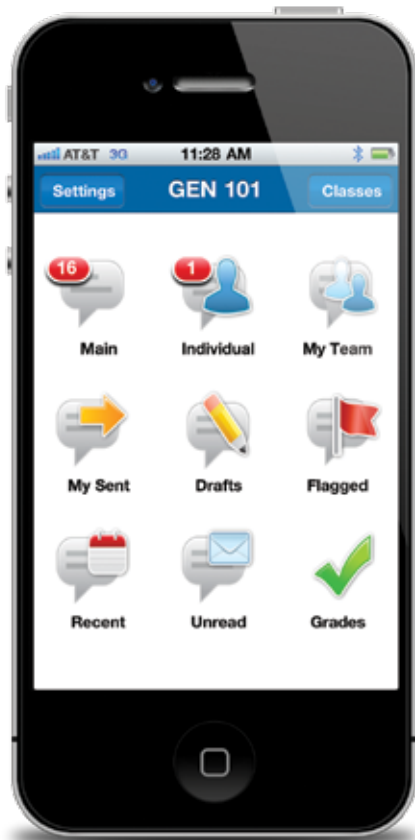 AT&T 3G 11:28 AM
Settings GEN 101 Classes
16 1
Main Individual My Team
My Sent Drafts Flagged
Recent Unread Grades